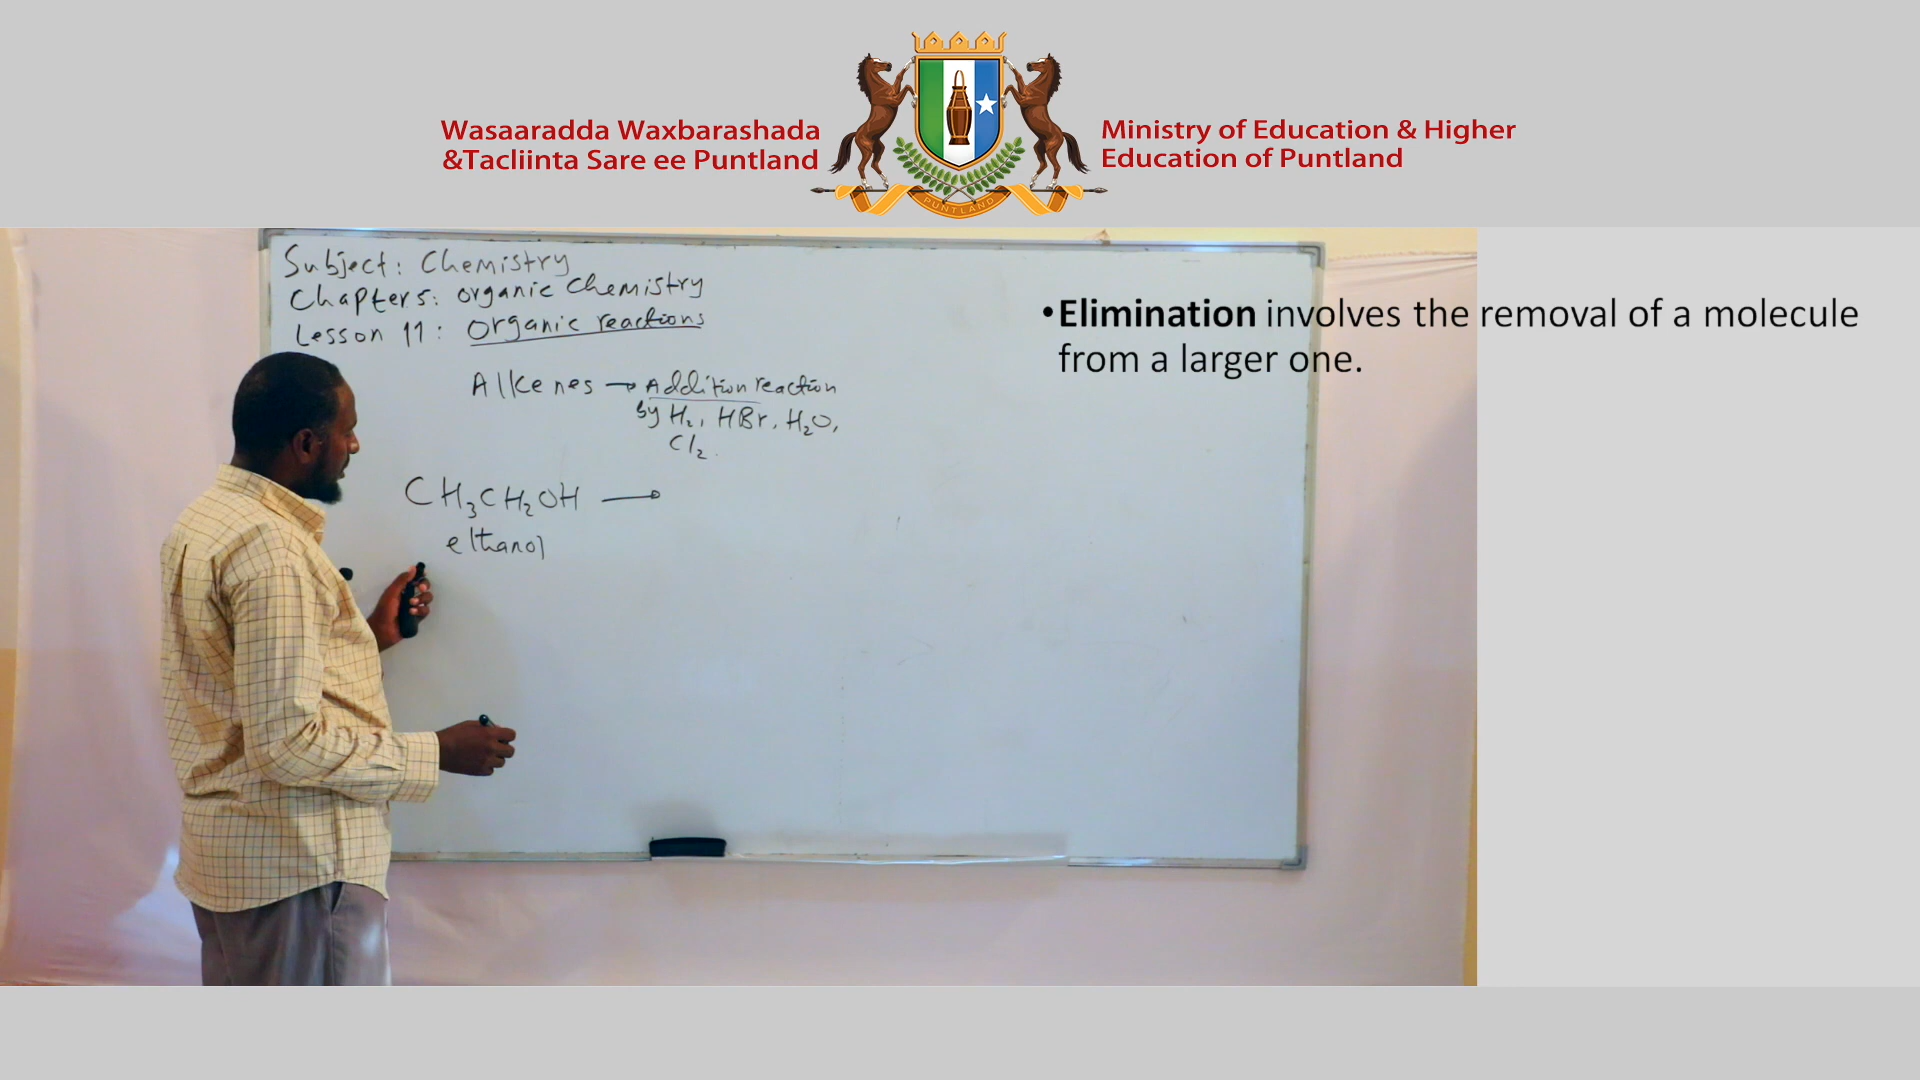 Wasaaradda Waxbarashada
&Tacliinta Sare ee Puntland
Ministry of Education & Higher
Education of Puntland
PUNTLAND
Subject: Chemistry
Chapter 5: organic chemistry
Lesson 11: organic reactions
Alkenes → Addition reaction
by H₂, HBr, H₂O,
Cl₂.
CH₃CH₂OH →
ethanol
•Elimination involves the removal of a molecule
from a larger one.